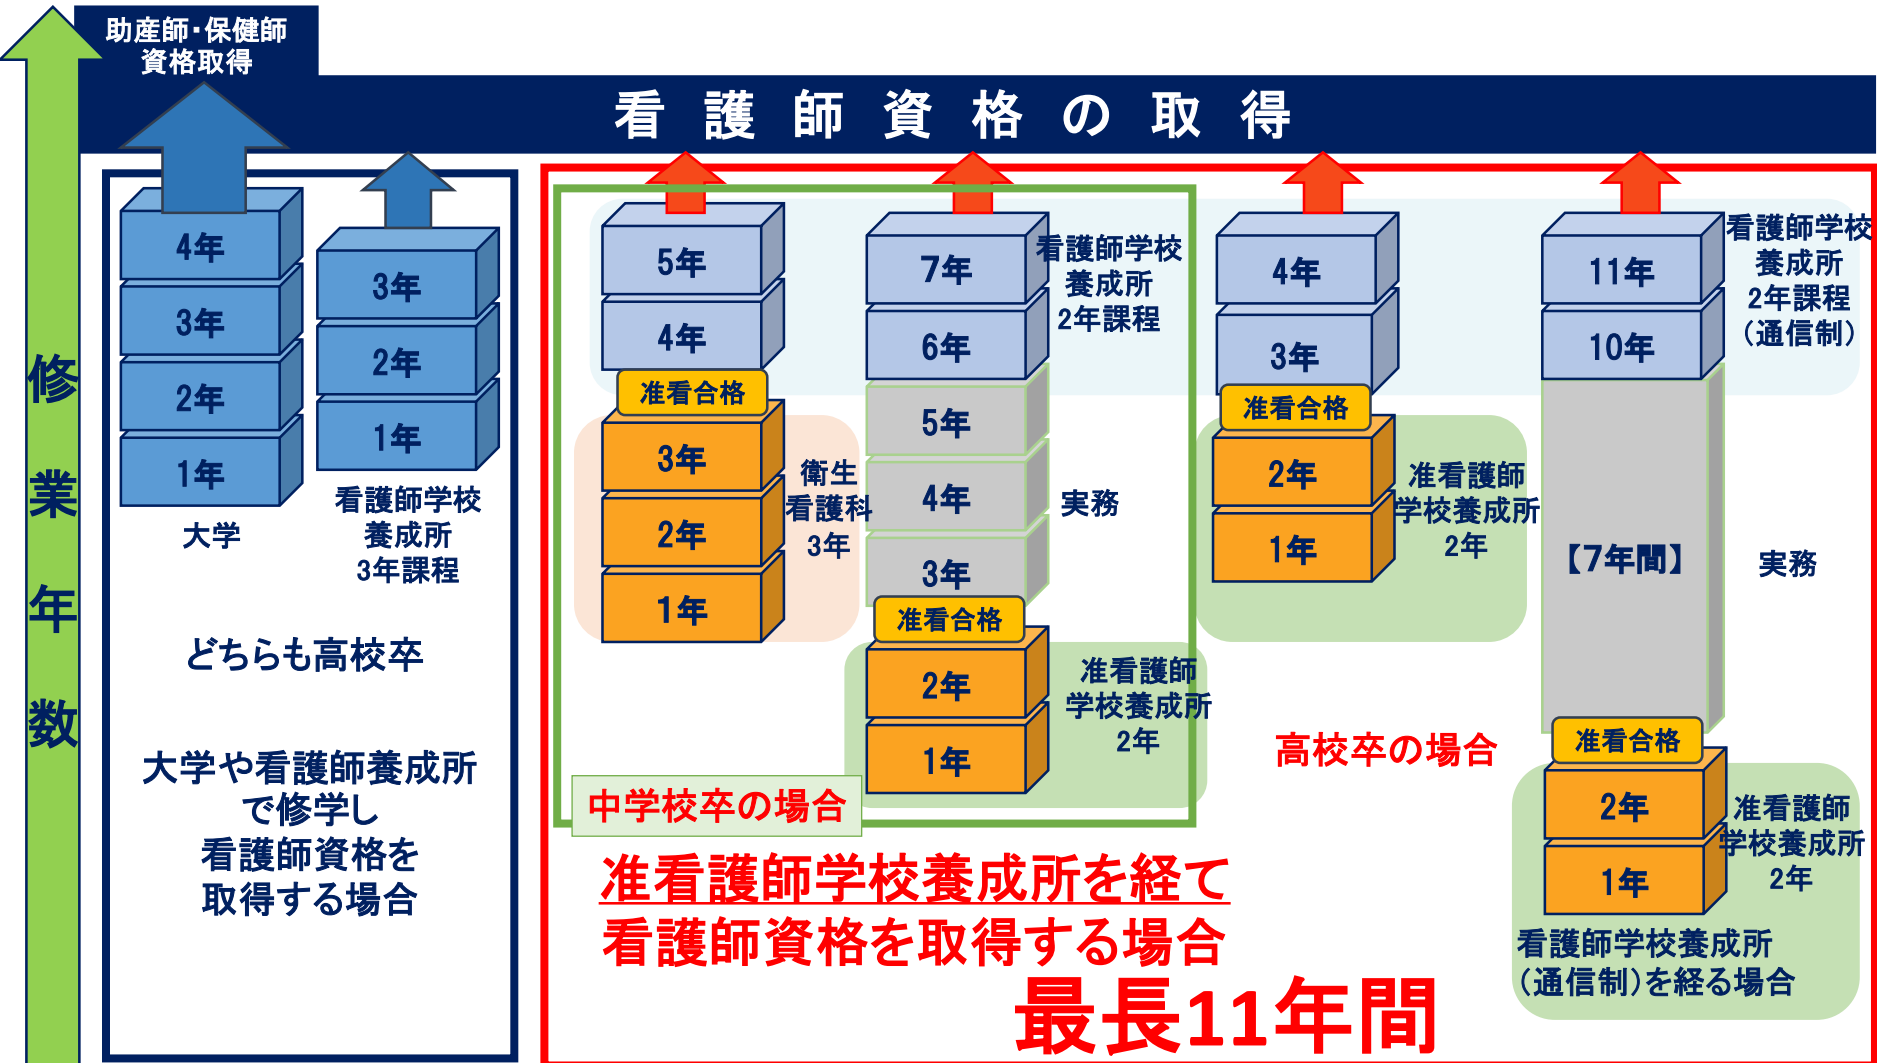 助産師・保健師
資格取得
看護師資格の取得
修業年数
4年
3年
2年
1年
大学
3年
2年
1年
看護師学校
養成所
3年課程
どちらも高校卒
大学や看護師養成所
で修学し
看護師資格を
取得する場合
5年
4年
准看合格
3年
2年
1年
衛生
看護科
3年
7年
6年
5年
4年
3年
准看合格
2年
1年
看護師学校
養成所
2年課程
実務
准看護師
学校養成所
2年
中学校卒の場合
4年
3年
准看合格
2年
1年
准看護師
学校養成所
2年
高校卒の場合
11年
10年
【7年間】
准看合格
2年
1年
看護師学校
養成所
2年課程
（通信制）
実務
准看護師
学校養成所
2年
看護師学校養成所
（通信制）を経る場合
准看護師学校養成所を経て
看護師資格を取得する場合
最長11年間